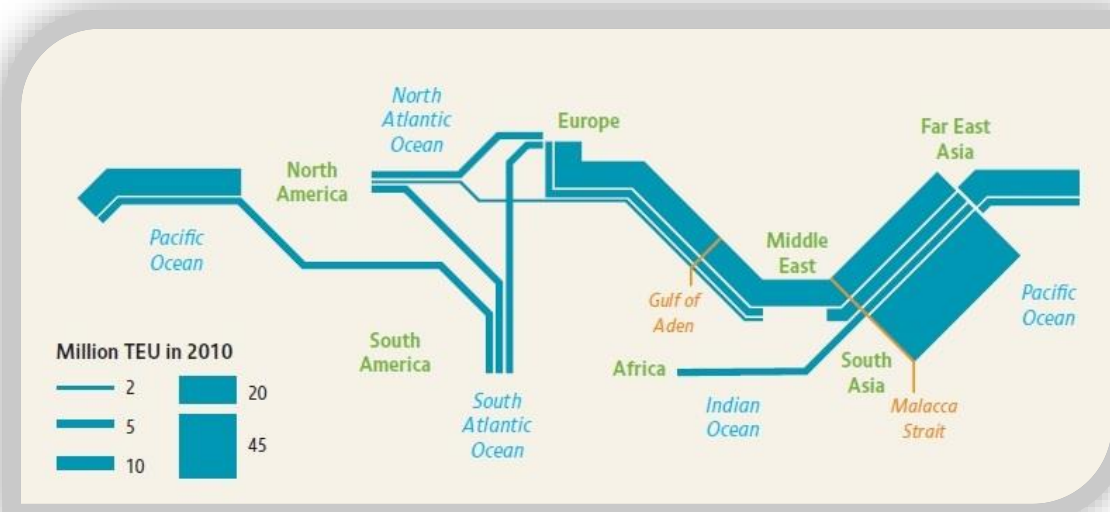 North
Atlantic
Ocean
Europe
Far East
Asia
North
America
Pacific
Ocean
Middle
East
Gulf of
Aden
Pacific
Ocean
South
America
Africa
South
Asia
South
Atlantic
Ocean
Indian
Ocean
Malacca
Strait
Million TEU in 2010
2
5
10
20
45